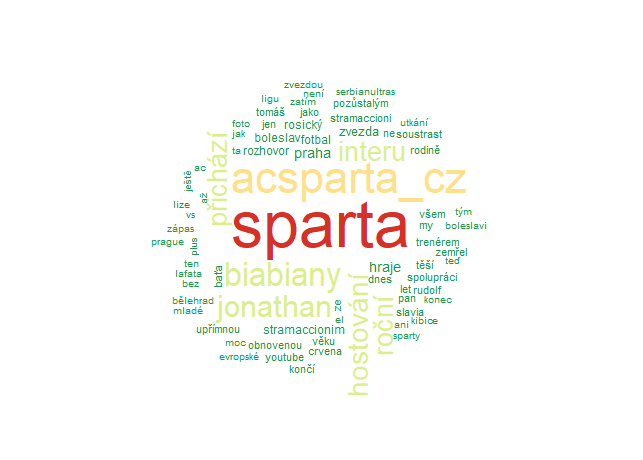 zvezdou
není
serbianultras
ligu
zatím
pozůstalým
tomáš
jako
stramaccioni
foto
jen
rosický
utkání
jak
boleslav
fotbal
zvezda
ne
soustrast
ta
rozhovor
praha
interu
rodině
přichází
ještě
ac
acsparta_cz
až
lize
vs
sparta
všem
tým
my
boleslavi
zápas
prague
plus
trenérem
zemřel
ten
lafata
bez
baťa
biabiany
hraje
těší
teď
dnes
spolupráci
bělehrad
mladé
jonathan
ze
el
hostování
roční
let
rudolf
pan
konec
slavia
ani
kibice
sparty
upřímnou
stramaccionim
moc
obnovenou
věku
evropské
youtube
crvena
končí